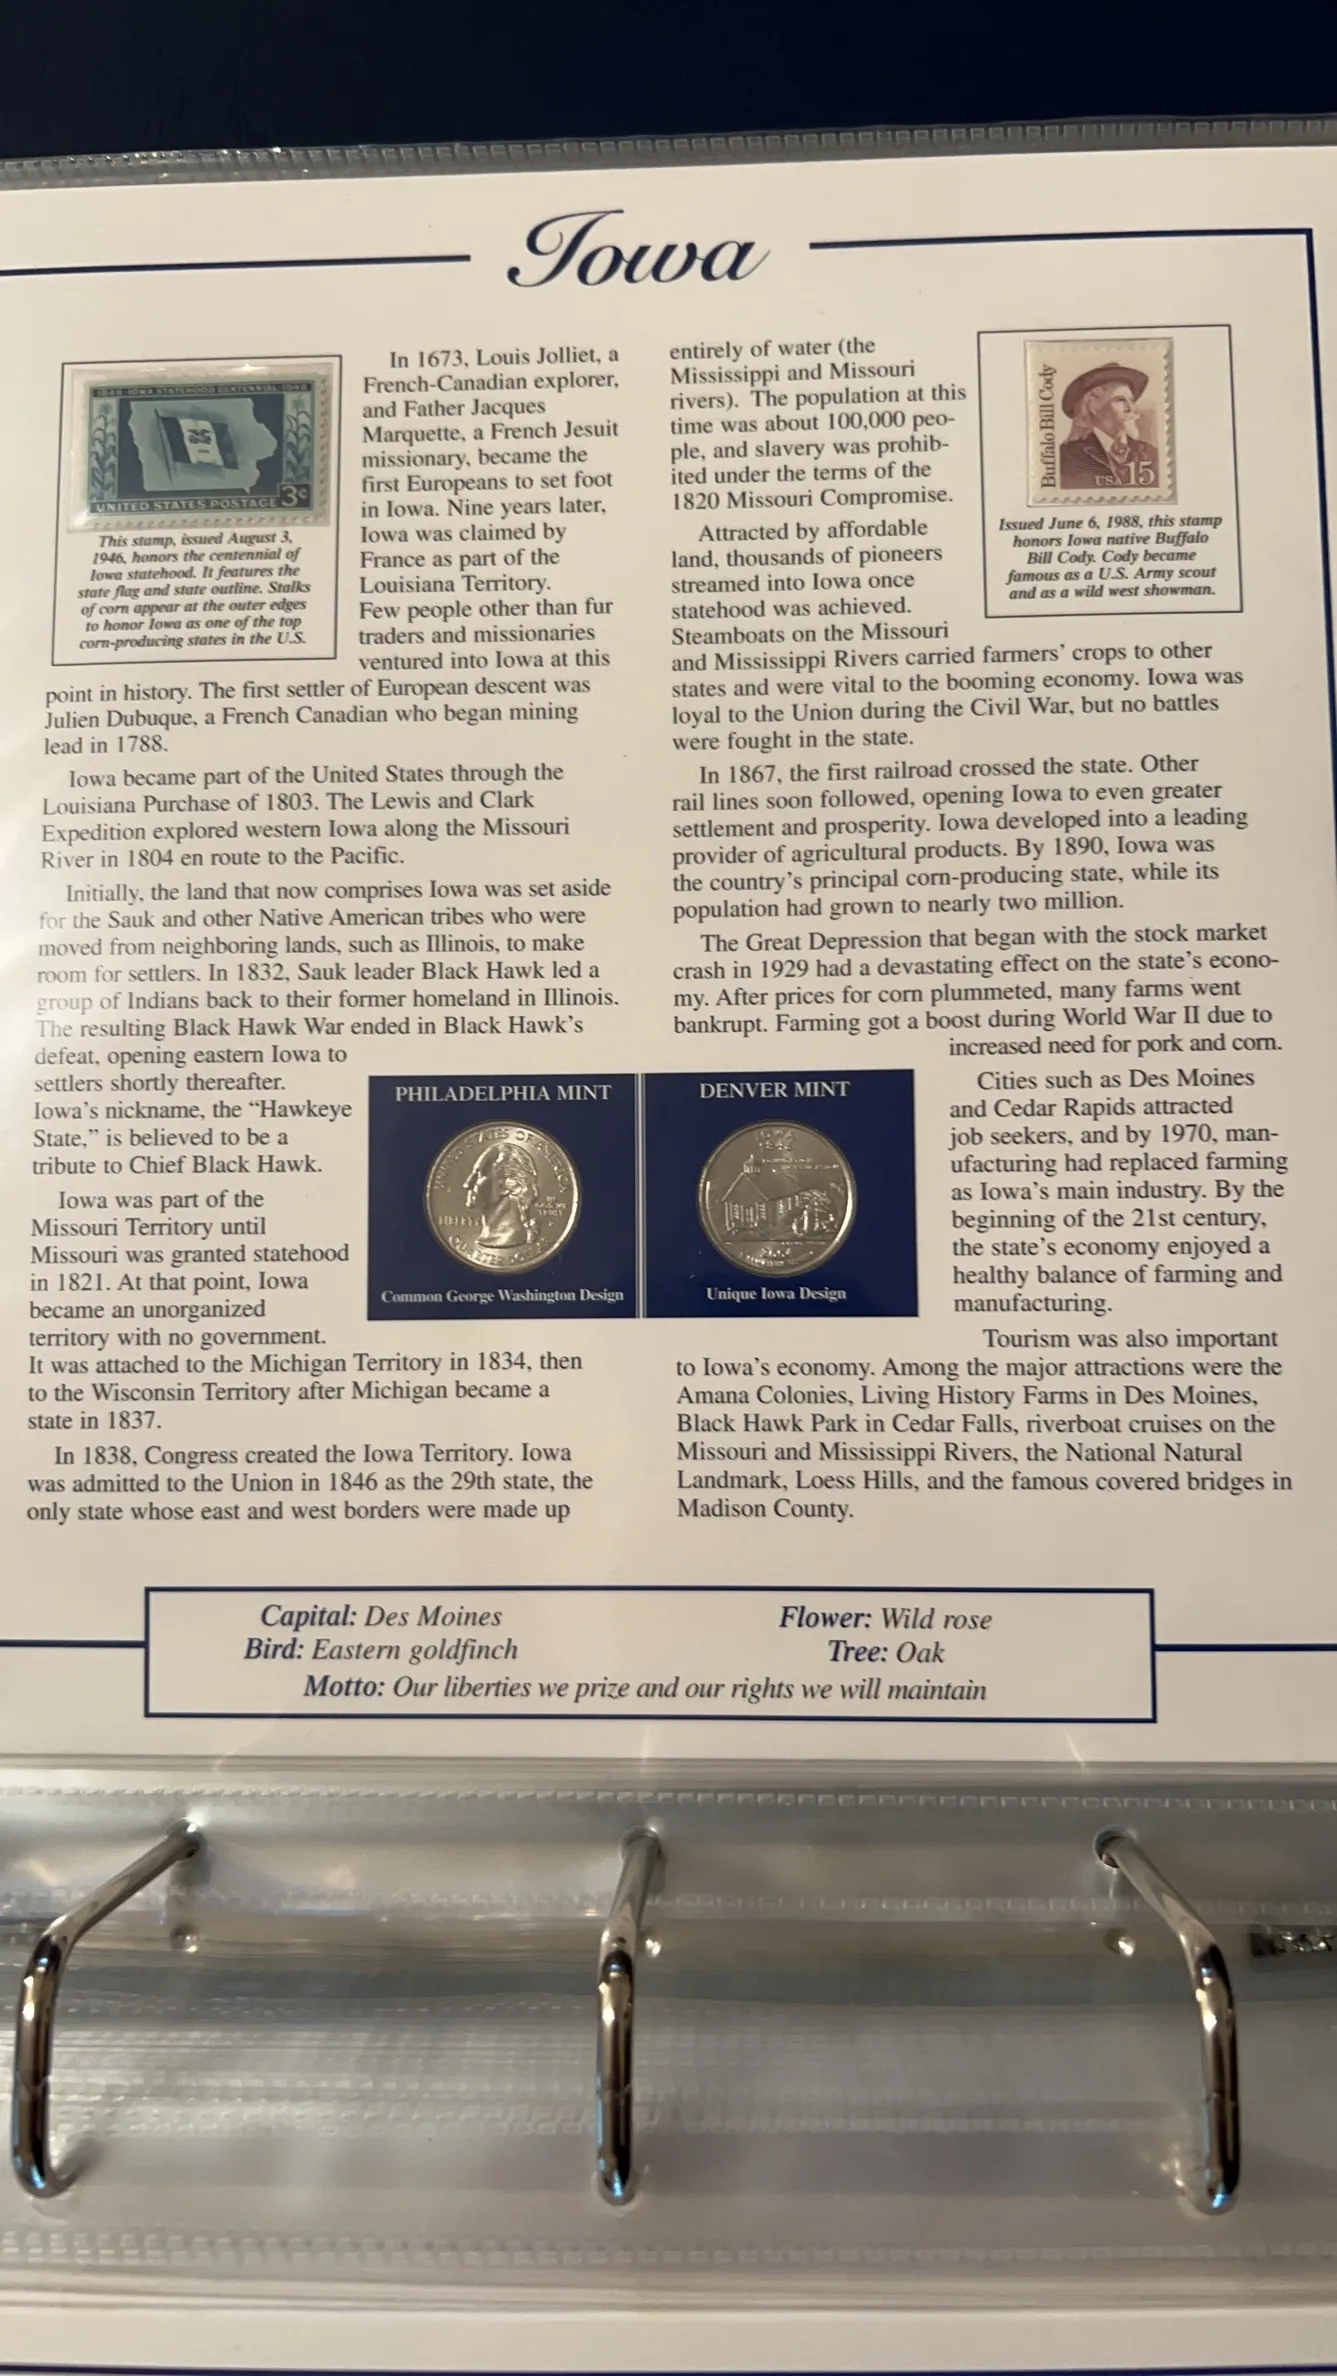 Iowa
1846 · IOWA STATEHOOD CENTENNIAL · 1946
UNITED STATES POSTAGE 3¢
This stamp, issued August 3,
1946, honors the centennial of
Iowa statehood. It features the
state flag and state outline. Stalks
of corn appear at the outer edges
to honor Iowa as one of the top
corn-producing states in the U.S.
In 1673, Louis Jolliet, a
French-Canadian explorer,
and Father Jacques
Marquette, a French Jesuit
missionary, became the
first Europeans to set foot
in Iowa. Nine years later,
Iowa was claimed by
France as part of the
Louisiana Territory.
Few people other than fur
traders and missionaries
ventured into Iowa at this
point in history. The first settler of European descent was
Julien Dubuque, a French Canadian who began mining
lead in 1788.
Iowa became part of the United States through the
Louisiana Purchase of 1803. The Lewis and Clark
Expedition explored western Iowa along the Missouri
River in 1804 en route to the Pacific.
Initially, the land that now comprises Iowa was set aside
for the Sauk and other Native American tribes who were
moved from neighboring lands, such as Illinois, to make
room for settlers. In 1832, Sauk leader Black Hawk led a
group of Indians back to their former homeland in Illinois.
The resulting Black Hawk War ended in Black Hawk's
defeat, opening eastern Iowa to
settlers shortly thereafter.
Iowa's nickname, the “Hawkeye
State,” is believed to be a
tribute to Chief Black Hawk.
Iowa was part of the
Missouri Territory until
Missouri was granted statehood
in 1821. At that point, Iowa
became an unorganized
territory with no government.
It was attached to the Michigan Territory in 1834, then
to the Wisconsin Territory after Michigan became a
state in 1837.
In 1838, Congress created the Iowa Territory. Iowa
was admitted to the Union in 1846 as the 29th state, the
only state whose east and west borders were made up
entirely of water (the
Mississippi and Missouri
rivers). The population at this
time was about 100,000 peo-
ple, and slavery was prohib-
ited under the terms of the
1820 Missouri Compromise.
Buffalo Bill Cody
USA 15
Issued June 6, 1988, this stamp
honors Iowa native Buffalo
Bill Cody. Cody became
famous as a U.S. Army scout
and as a wild west showman.
Attracted by affordable
land, thousands of pioneers
streamed into Iowa once
statehood was achieved.
Steamboats on the Missouri
and Mississippi Rivers carried farmers' crops to other
states and were vital to the booming economy. Iowa was
loyal to the Union during the Civil War, but no battles
were fought in the state.
In 1867, the first railroad crossed the state. Other
rail lines soon followed, opening Iowa to even greater
settlement and prosperity. Iowa developed into a leading
provider of agricultural products. By 1890, Iowa was
the country's principal corn-producing state, while its
population had grown to nearly two million.
The Great Depression that began with the stock market
crash in 1929 had a devastating effect on the state's econo-
my. After prices for corn plummeted, many farms went
bankrupt. Farming got a boost during World War II due to
increased need for pork and corn.
Cities such as Des Moines
and Cedar Rapids attracted
job seekers, and by 1970, man-
ufacturing had replaced farming
as Iowa's main industry. By the
beginning of the 21st century,
the state's economy enjoyed a
healthy balance of farming and
manufacturing.
Tourism was also important
to Iowa's economy. Among the major attractions were the
Amana Colonies, Living History Farms in Des Moines,
Black Hawk Park in Cedar Falls, riverboat cruises on the
Missouri and Mississippi Rivers, the National Natural
Landmark, Loess Hills, and the famous covered bridges in
Madison County.
PHILADELPHIA MINT
UNITED STATES OF AMERICA
LIBERTY
QUARTER DOLLAR
Common George Washington Design
DENVER MINT
IOWA
1846
2004
Unique Iowa Design
Capital: Des Moines
Flower: Wild rose
Bird: Eastern goldfinch
Tree: Oak
Motto: Our liberties we prize and our rights we will maintain